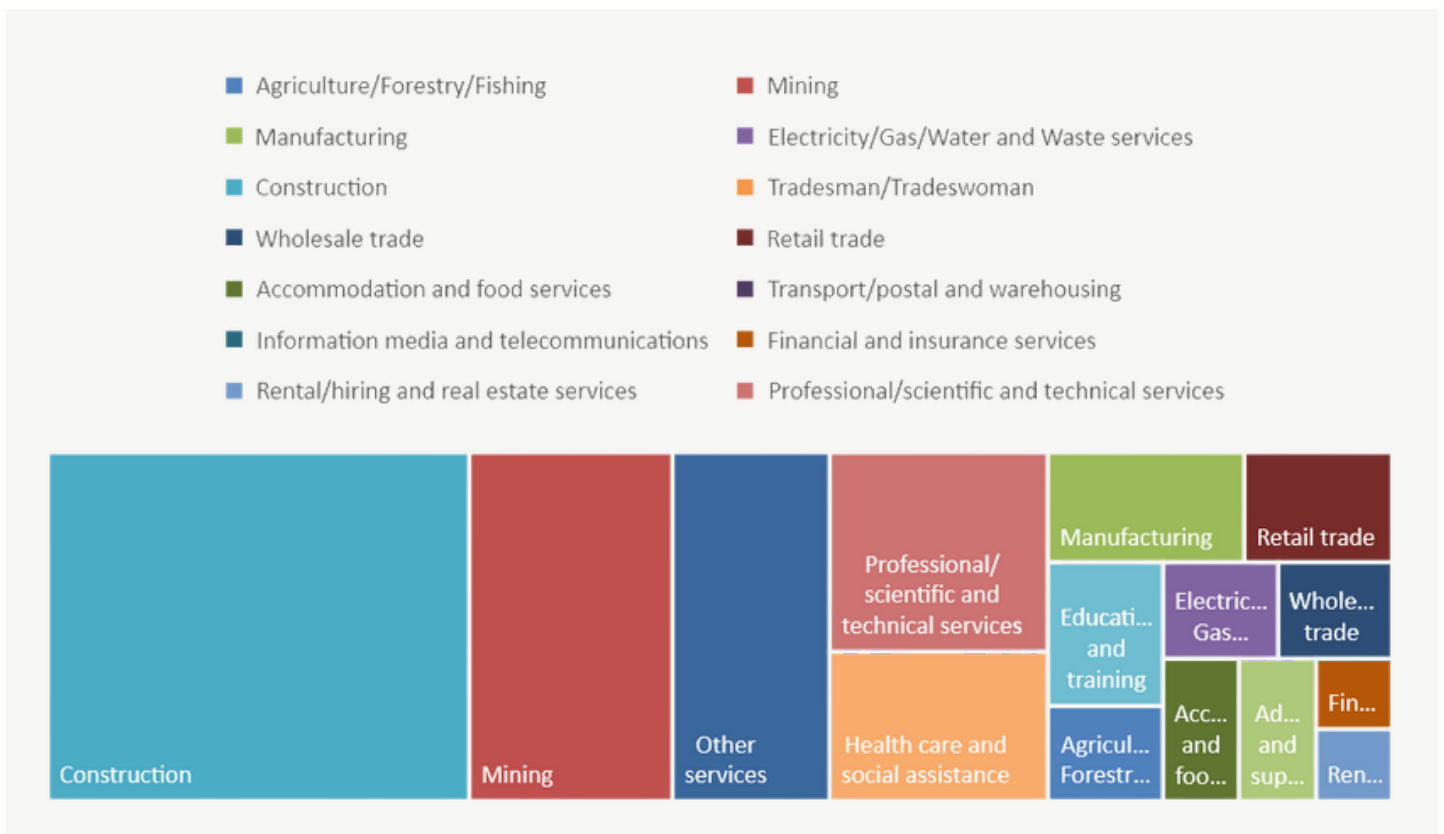 Agriculture/Forestry/Fishing
Mining
Manufacturing
Electricity/Gas/Water and Waste services
Construction
Tradesman/Tradeswoman
Wholesale trade
Retail trade
Accommodation and food services
Transport/postal and warehousing
Information media and telecommunications
Financial and insurance services
Rental/hiring and real estate services
Professional/scientific and technical services
Construction
Mining
Other
services
Professional/
scientific and
technical services
Health care and
social assistance
Manufacturing
Retail trade
Educati...
and
training
Electric...
Gas...
Whole...
trade
Agricul...
Forestr...
Acc...
and
foo...
Ad...
and
sup...
Fin...
Ren...